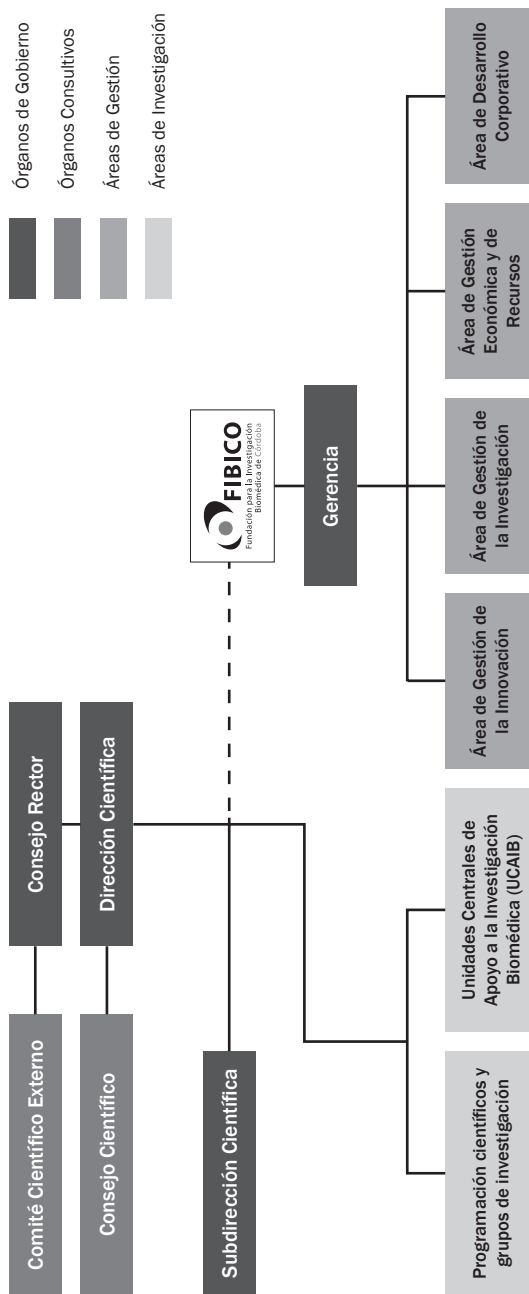 Comité Científico Externo
Consejo Rector
Consejo Científico
Dirección Científica
Subdirección Científica
FIBICO
Fundación para la Investigación
Biomédica de Córdoba
Gerencia
Programación científicos y
grupos de investigación
Unidades Centrales de
Apoyo a la Investigación
Biomédica (UCAIB)
Área de Gestión de
la Innovación
Área de Gestión de
la Investigación
Área de Gestión
Económica y de
Recursos
Área de Desarrollo
Corporativo
Órganos de Gobierno
Órganos Consultivos
Áreas de Gestión
Áreas de Investigación